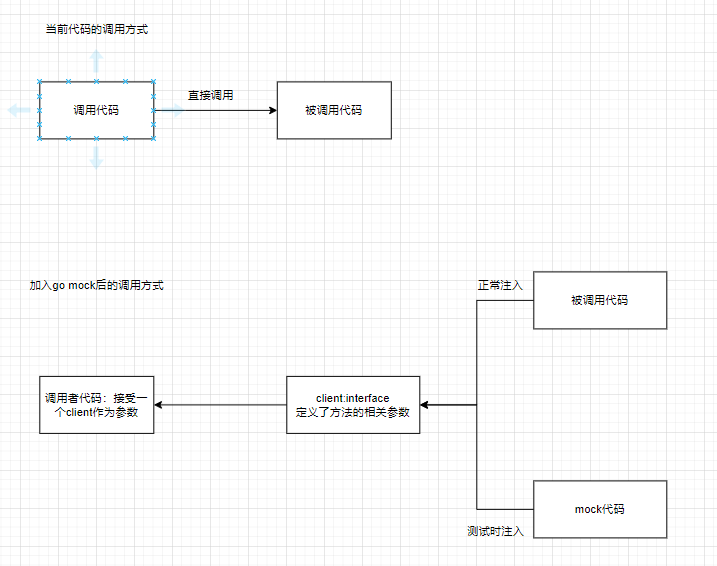 当前代码的调用方式
直接调用
调用代码
被调用代码
加入go mock后的调用方式
正常注入
被调用代码
调用者代码：接受一
个client作为参数
client:interface
定义了方法的相关参数
mock代码
测试时注入